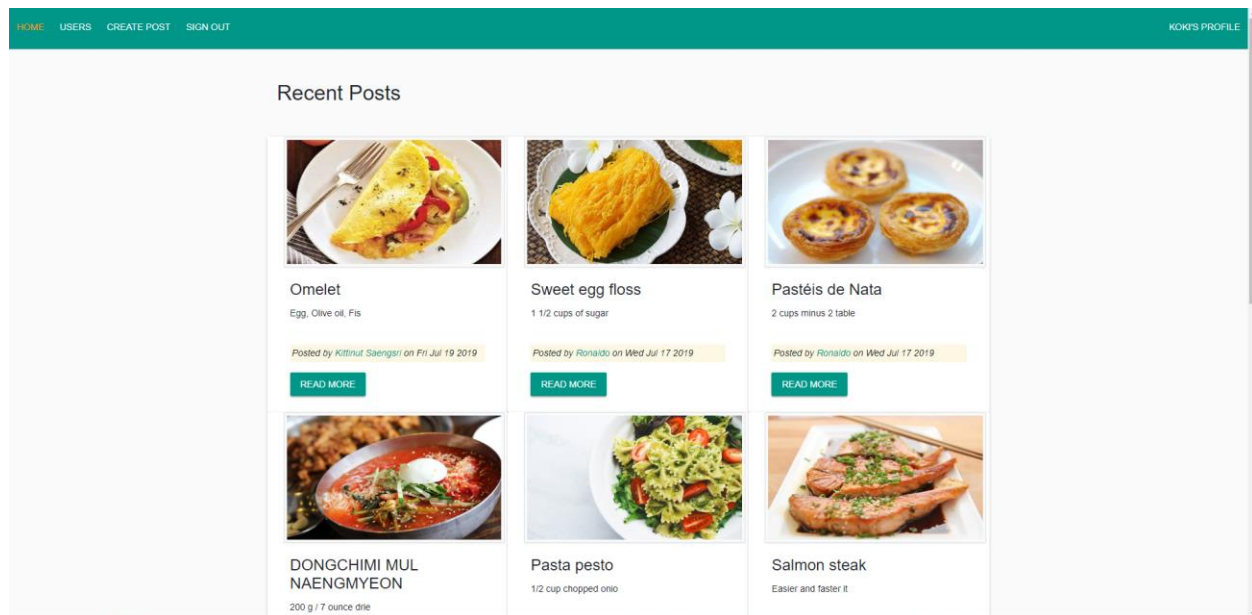 HOME USERS CREATE POST SIGN OUT KOKI'S PROFILE
Recent Posts
Omelet
Egg, Olive oil, Fis
Posted by Kittinut Saengsri on Fri Jul 19 2019
READ MORE
Sweet egg floss
1 1/2 cups of sugar
Posted by Ronaldo on Wed Jul 17 2019
READ MORE
Pastéis de Nata
2 cups minus 2 table
Posted by Ronaldo on Wed Jul 17 2019
READ MORE
DONGCHIMI MUL
NAENGMYEON
200 g / 7 ounce drie
Pasta pesto
1/2 cup chopped onio
Salmon steak
Easier and faster it